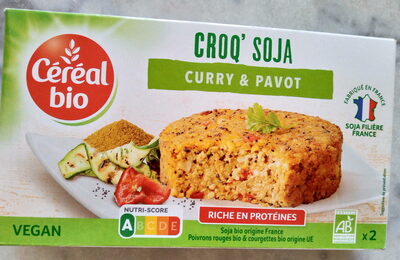 Céréal
bio
CROQ' SOJA
CURRY & PAVOT
FABRIQUÉ EN FRANCE
SOJA FILIÈRE
FRANCE
NUTRI-SCORE
A B C D E
RICHE EN PROTÉINES
VEGAN
Soja bio origine France
Poivrons rouges bio & courgettes bio origine UE
AB
x 2